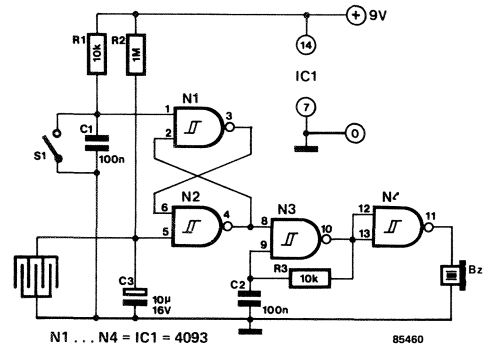 R1
10k
R2
1M
+ 9V
14
IC1
7
0
N1
1
2
3
C1
100n
S1
N2
6
5
4
N3
8
9
10
N4
12
13
11
R3
10k
Bz
C3
10µ
16V
C2
100n
N1 . . . N4 = IC1 = 4093
85460